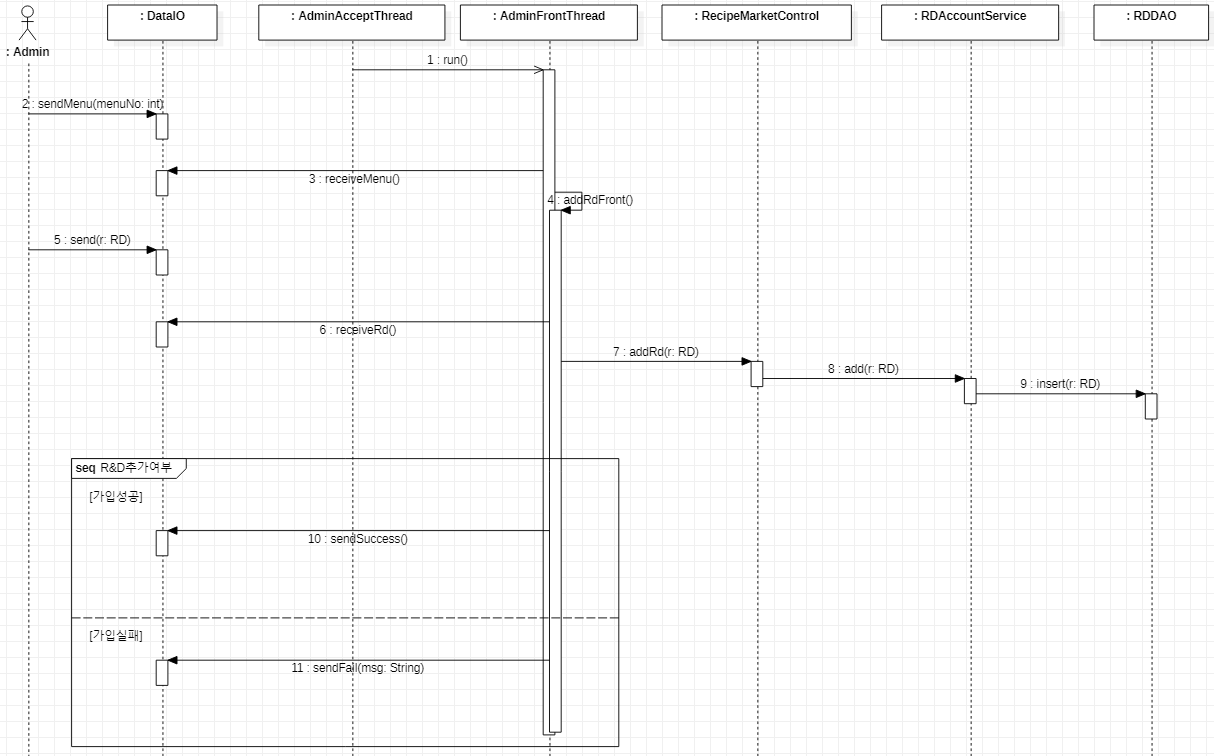 : Admin
: DataIO
: AdminAcceptThread
: AdminFrontThread
: RecipeMarketControl
: RDAccountService
: RDDAO
1 : run()
2 : sendMenu(menuNo: int)
3 : receiveMenu()
4 : addRdFront()
5 : send(r: RD)
6 : receiveRd()
7 : addRd(r: RD)
8 : add(r: RD)
9 : insert(r: RD)
seq R&D추가여부
[가입성공]
10 : sendSuccess()
[가입실패]
11 : sendFail(msg: String)